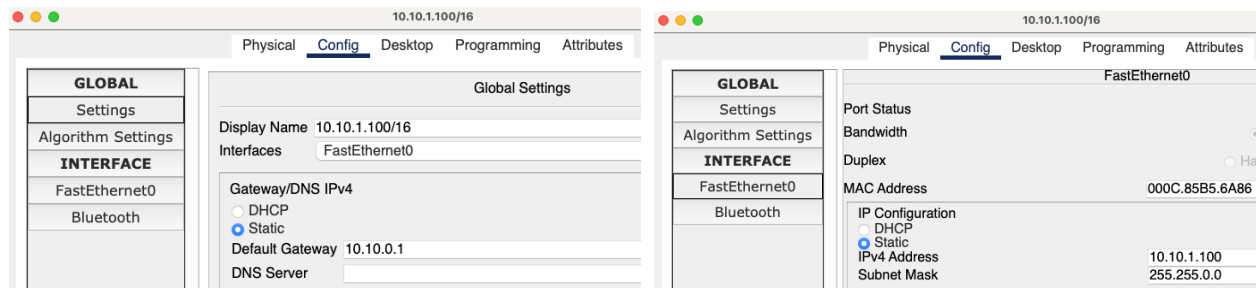 10.10.1.100/16
Physical Config Desktop Programming Attributes
GLOBAL
Settings
Algorithm Settings
INTERFACE
FastEthernet0
Bluetooth
Global Settings
Display Name 10.10.1.100/16
Interfaces FastEthernet0
Gateway/DNS IPv4
DHCP
Static
Default Gateway 10.10.0.1
DNS Server
10.10.1.100/16
Physical Config Desktop Programming Attributes
GLOBAL
Settings
Algorithm Settings
INTERFACE
FastEthernet0
Bluetooth
FastEthernet0
Port Status
Bandwidth
Duplex Ha
MAC Address 000C.85B5.6A86
IP Configuration
DHCP
Static
IPv4 Address 10.10.1.100
Subnet Mask 255.255.0.0